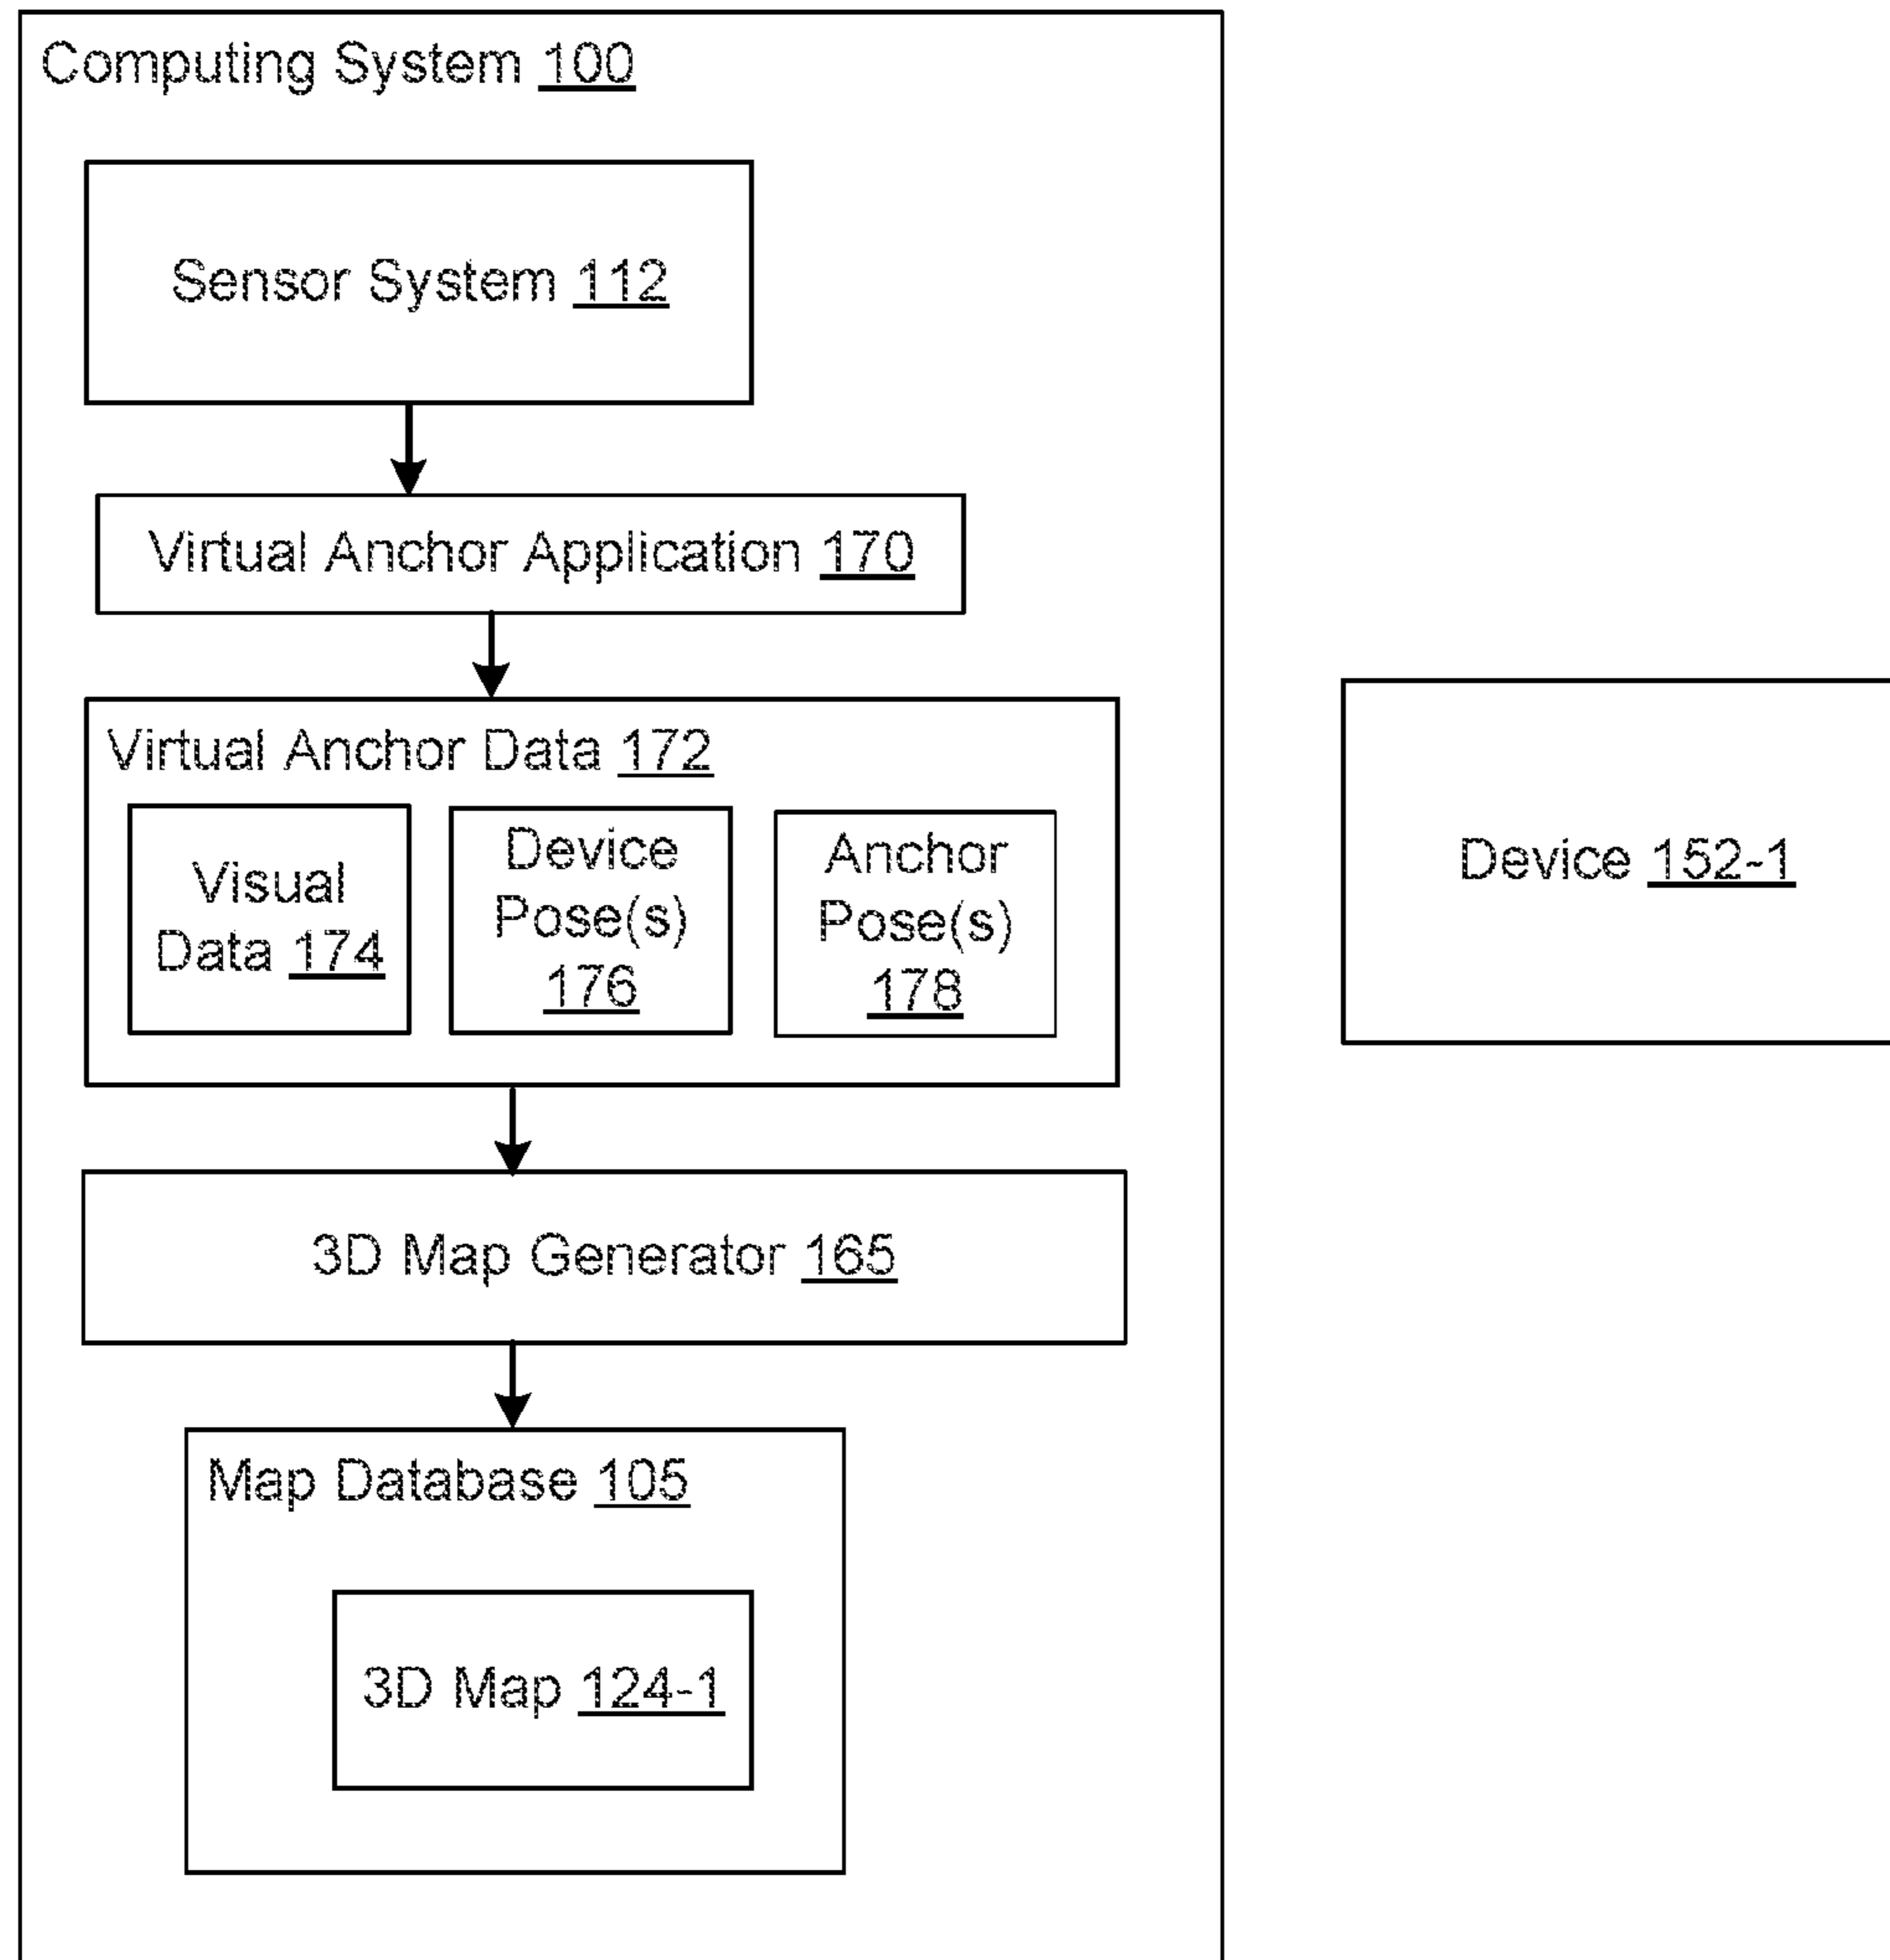 Computing System 100
Sensor System 112
Virtual Anchor Application 170
Virtual Anchor Data 172
Visual
Data 174
Device
Pose(s)
176
Anchor
Pose(s)
178
Device 152-1
3D Map Generator 165
Map Database 105
3D Map 124-1